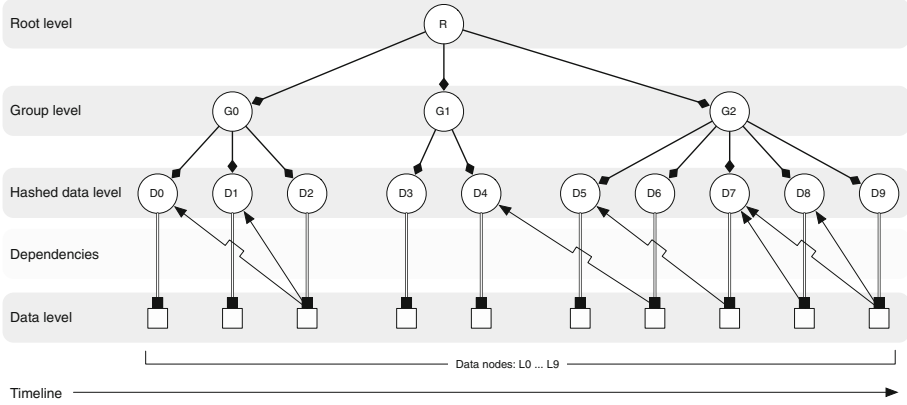 Root level
R
Group level
G0 G1 G2
Hashed data level
D0 D1 D2 D3 D4 D5 D6 D7 D8 D9
Dependencies
Data level
Data nodes: L0 ... L9
Timeline